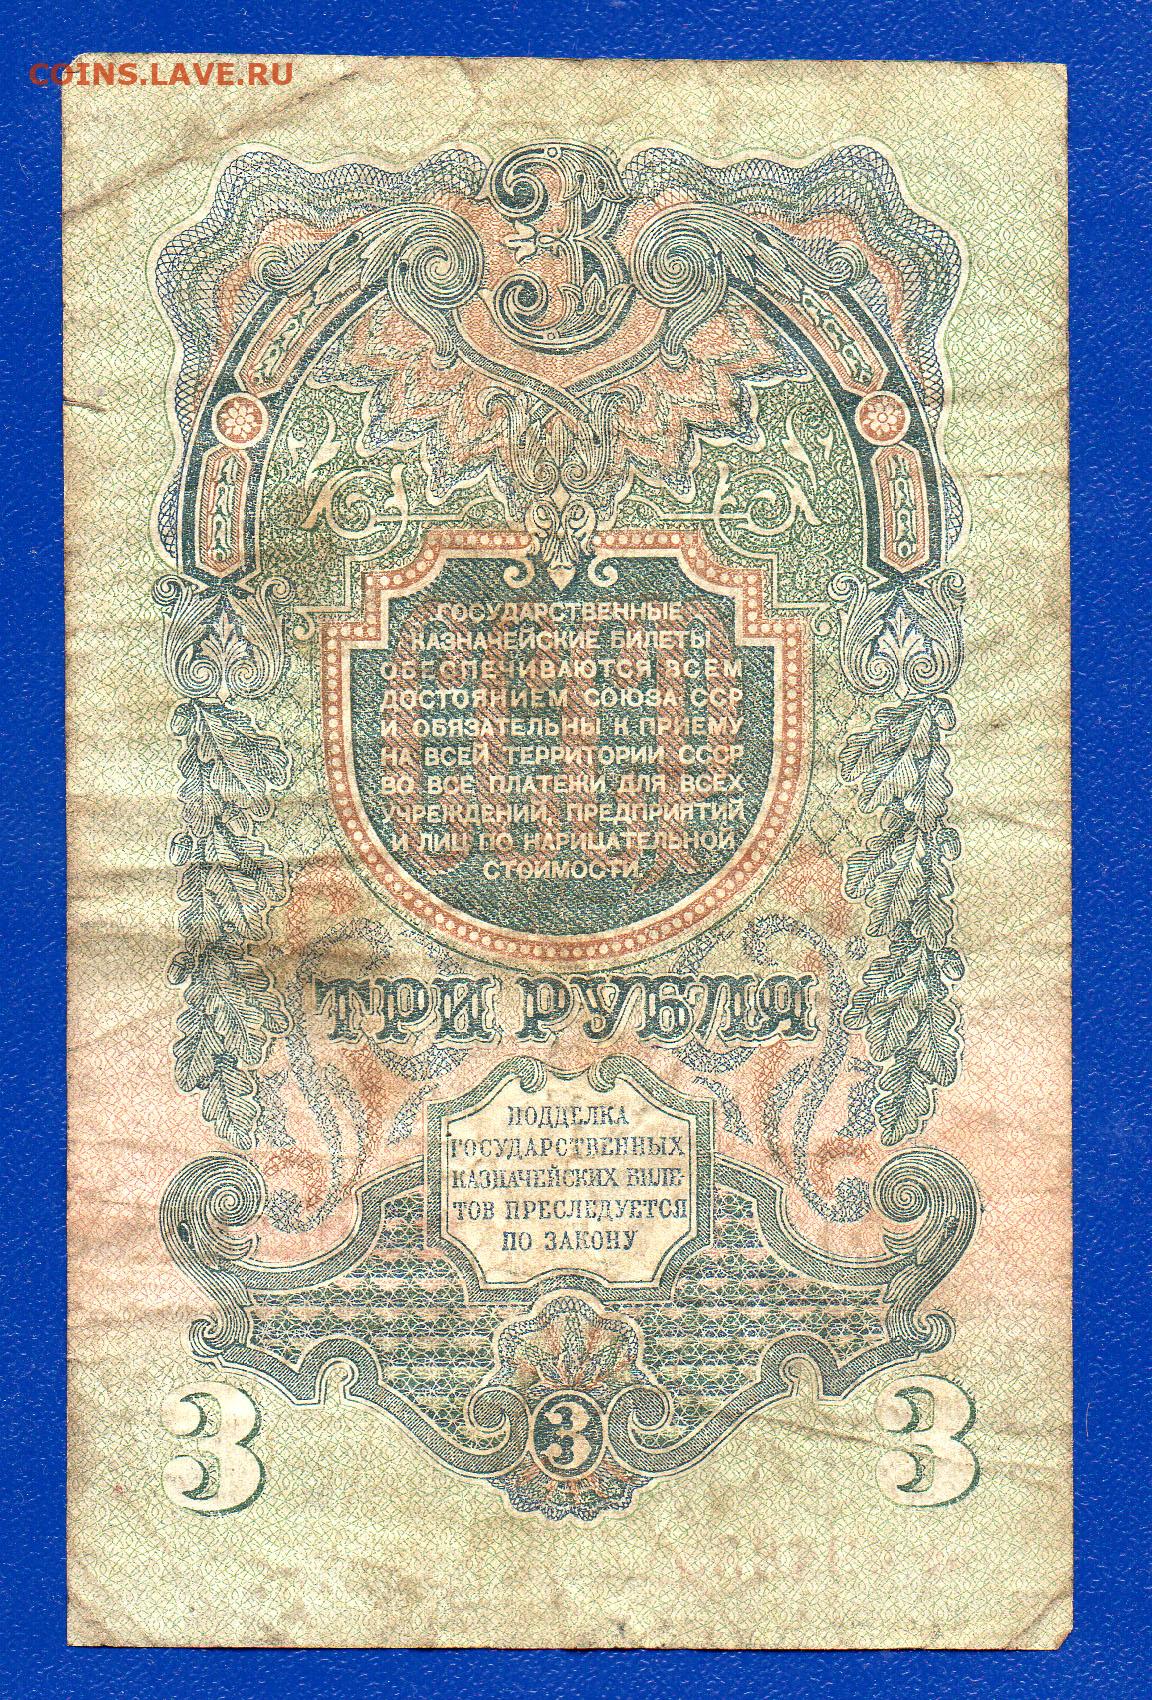 COINS.LAVE.RU
3
ГОСУДАРСТВЕННЫЕ
КАЗНАЧЕЙСКИЕ БИЛЕТЫ
ОБЕСПЕЧИВАЮТСЯ ВСЕМ
ДОСТОЯНИЕМ СОЮЗА ССР
И ОБЯЗАТЕЛЬНЫ К ПРИЕМУ
НА ВСЕЙ ТЕРРИТОРИИ СССР
ВО ВСЕ ПЛАТЕЖИ ДЛЯ ВСЕХ
УЧРЕЖДЕНИЙ, ПРЕДПРИЯТИЙ
И ЛИЦ ПО НАРИЦАТЕЛЬНОЙ
СТОИМОСТИ.
ТРИ РУБЛЯ
ПОДДЕЛКА
ГОСУДАРСТВЕННЫХ
КАЗНАЧЕЙСКИХ БИЛЕ-
ТОВ ПРЕСЛЕДУЕТСЯ
ПО ЗАКОНУ
3 3 3